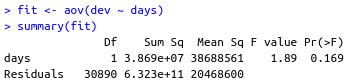 > fit <- aov(dev ~ days)
> summary(fit)
Df Sum Sq Mean Sq F value Pr(>F)
days 1 3.869e+07 38688561 1.89 0.169
Residuals 30890 6.323e+11 20468600